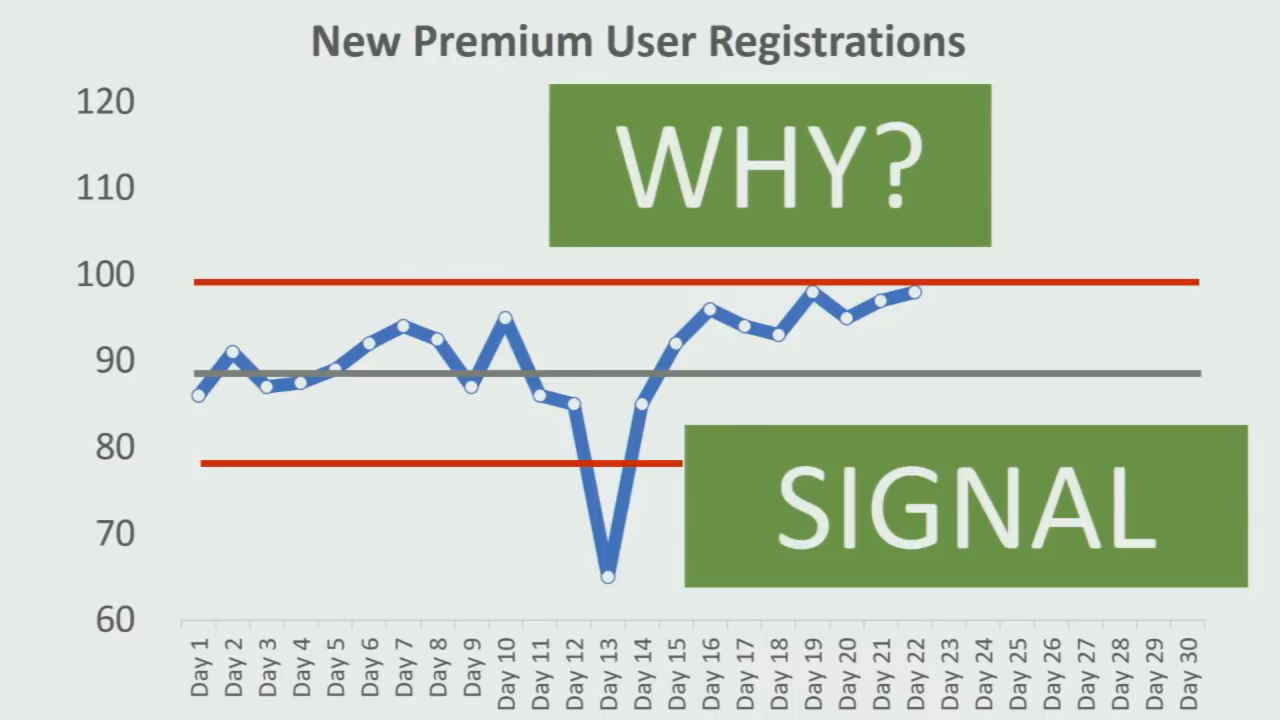 New Premium User Registrations
120
110
100
90
80
70
60
WHY?
SIGNAL
Day 1
Day 2
Day 3
Day 4
Day 5
Day 6
Day 7
Day 8
Day 9
Day 10
Day 11
Day 12
Day 13
Day 14
Day 15
Day 16
Day 17
Day 18
Day 19
Day 20
Day 21
Day 22
Day 23
Day 24
Day 25
Day 26
Day 27
Day 28
Day 29
Day 30